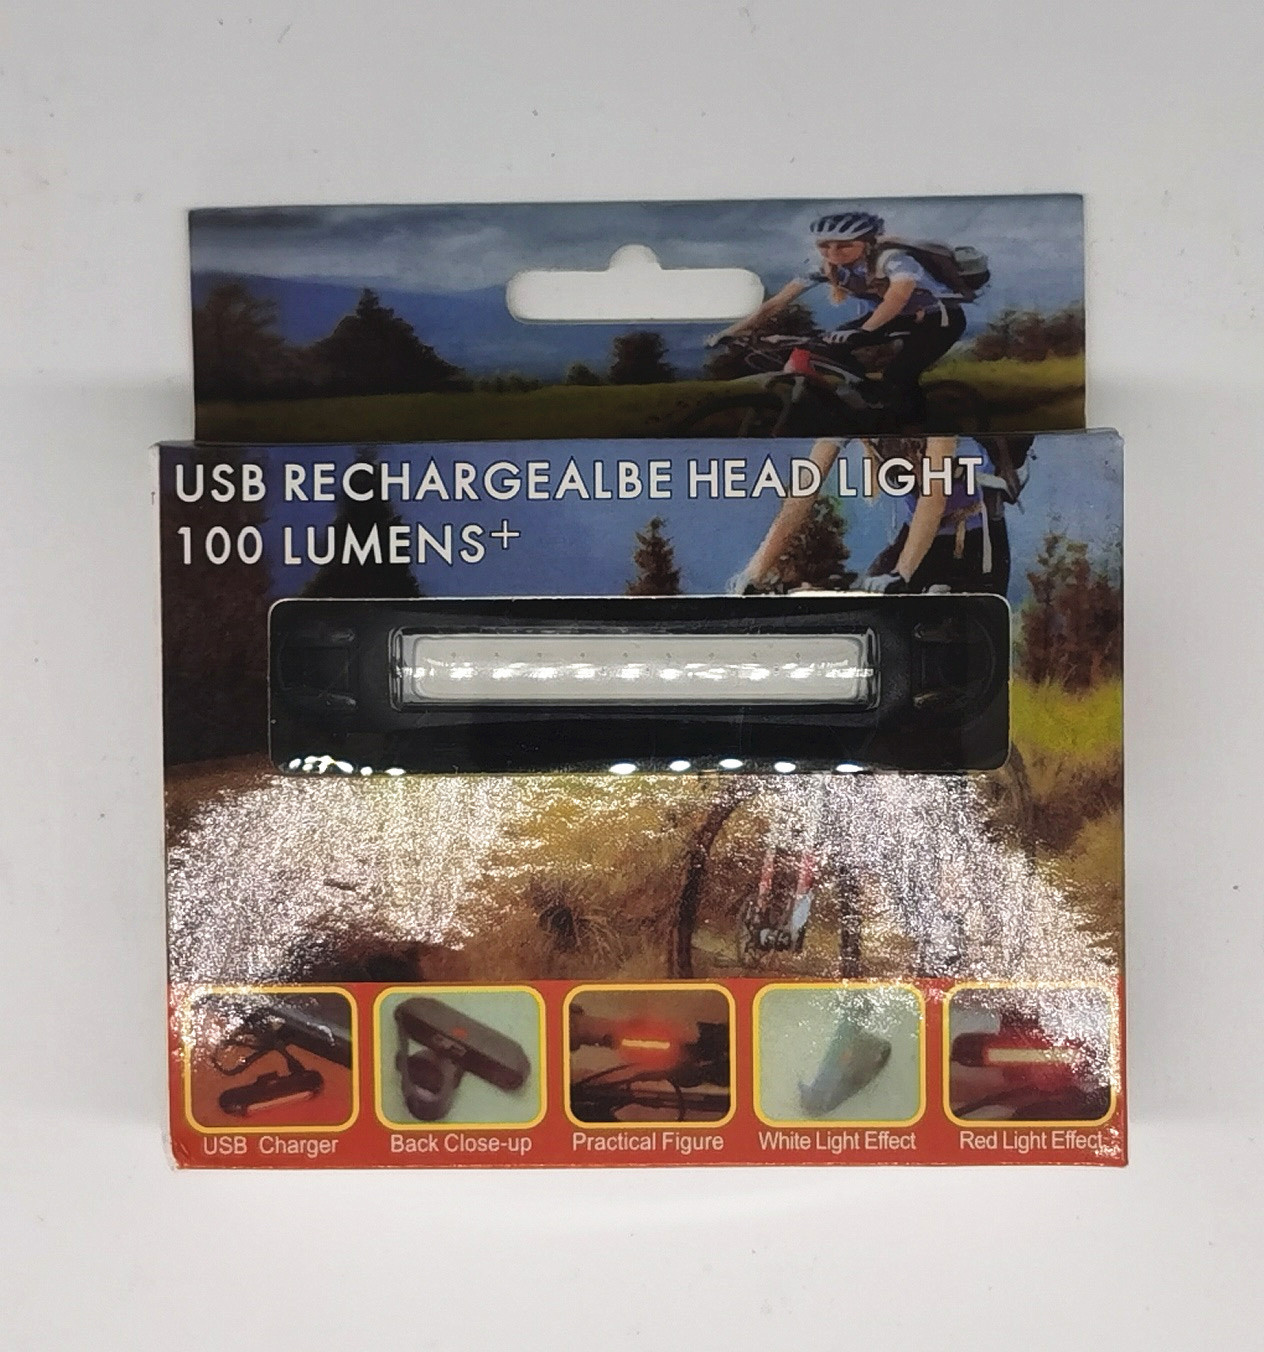 USB RECHARGEALBE HEAD LIGHT
100 LUMENS+
USB Charger
Back Close-up
Practical Figure
White Light Effect
Red Light Effect